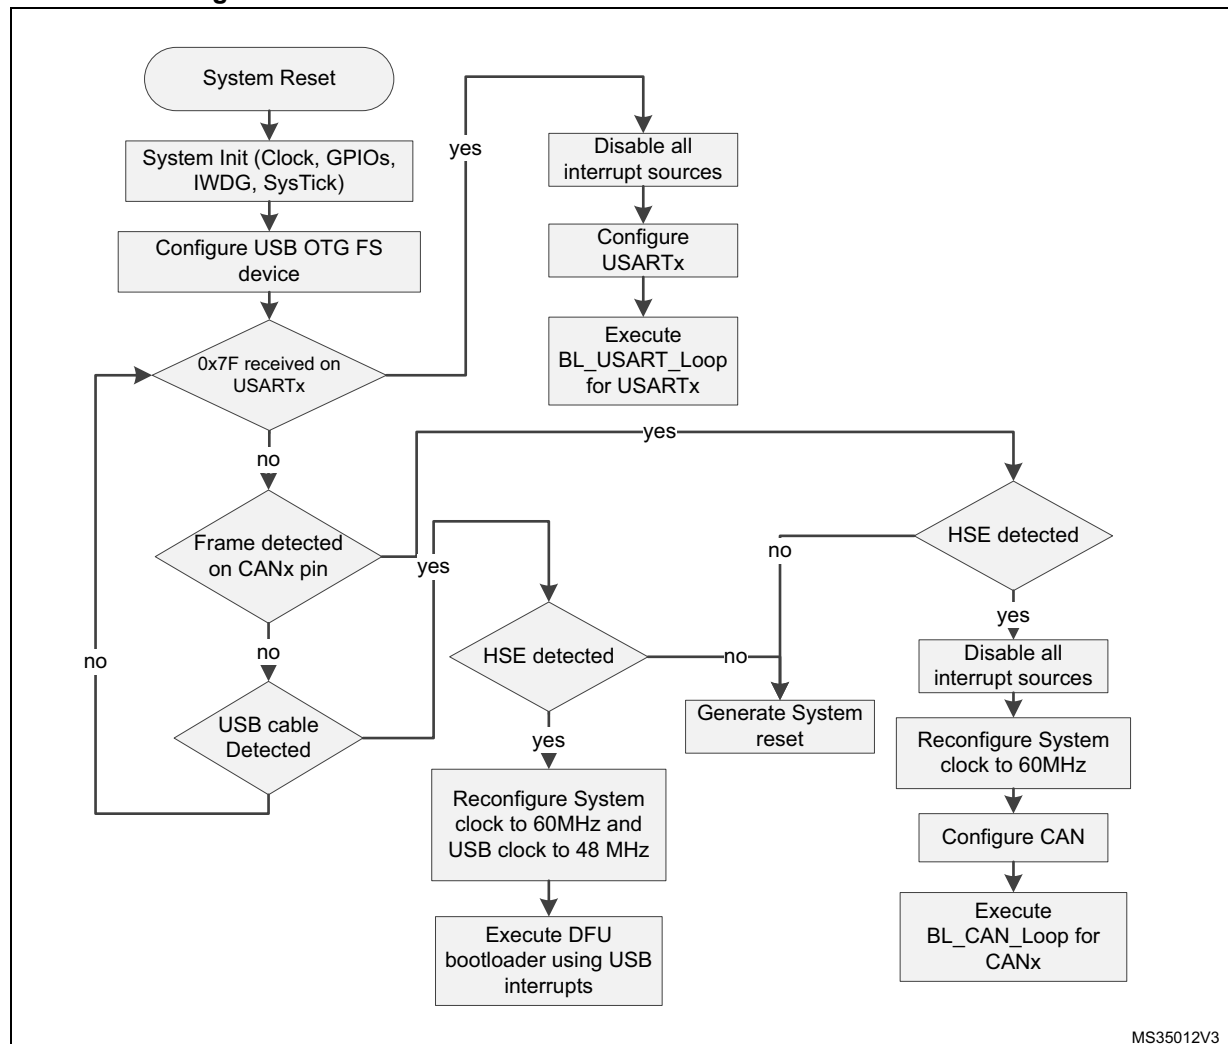 System Reset
System Init (Clock, GPIOs,
IWDG, SysTick)
Configure USB OTG FS
device
0x7F received on
USARTx
yes
Disable all
interrupt sources
Configure
USARTx
Execute
BL_USART_Loop
for USARTx
no
Frame detected
on CANx pin
yes
HSE detected
no
yes
Disable all
interrupt sources
Reconfigure System
clock to 60MHz
Configure CAN
Execute
BL_CAN_Loop for
CANx
no
USB cable
Detected
no
yes
HSE detected
no
Generate System
reset
yes
Reconfigure System
clock to 60MHz and
USB clock to 48 MHz
Execute DFU
bootloader using USB
interrupts
MS35012V3